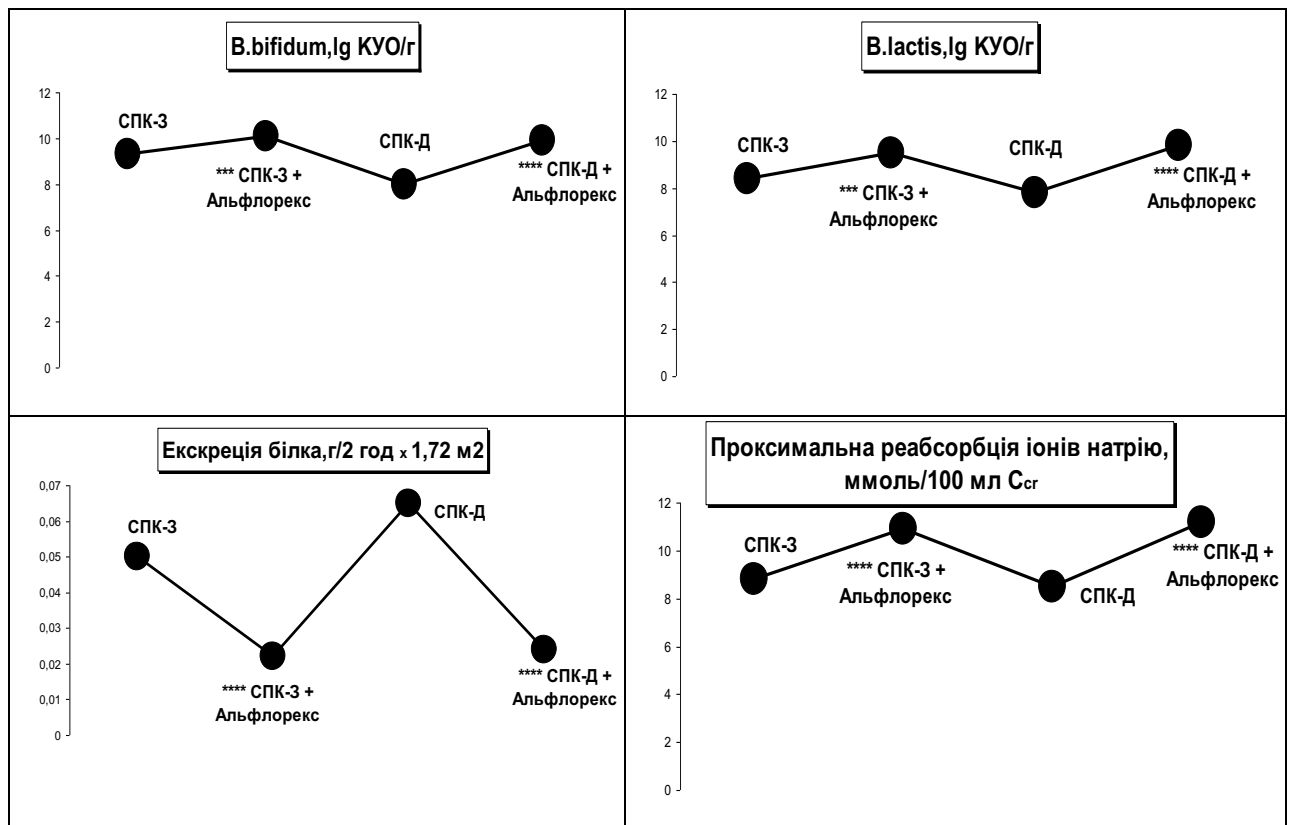 B.bifidum,lg КУО/г
12
10
8
6
4
2
0
СПК-З
*** СПК-З +
Альфлорекс
СПК-Д
**** СПК-Д +
Альфлорекс
B.lactis,lg КУО/г
12
10
8
6
4
2
0
СПК-З
*** СПК-З +
Альфлорекс
СПК-Д
**** СПК-Д +
Альфлорекс
Екскреція білка,г/2 год х 1,72 м2
0,07
0,06
0,05
0,04
0,03
0,02
0,01
0
СПК-З
**** СПК-З +
Альфлорекс
СПК-Д
**** СПК-Д +
Альфлорекс
Проксимальна реабсорбція іонів натрію,
ммоль/100 мл Ccr
12
10
8
6
4
2
0
СПК-З
**** СПК-З +
Альфлорекс
СПК-Д
**** СПК-Д +
Альфлорекс